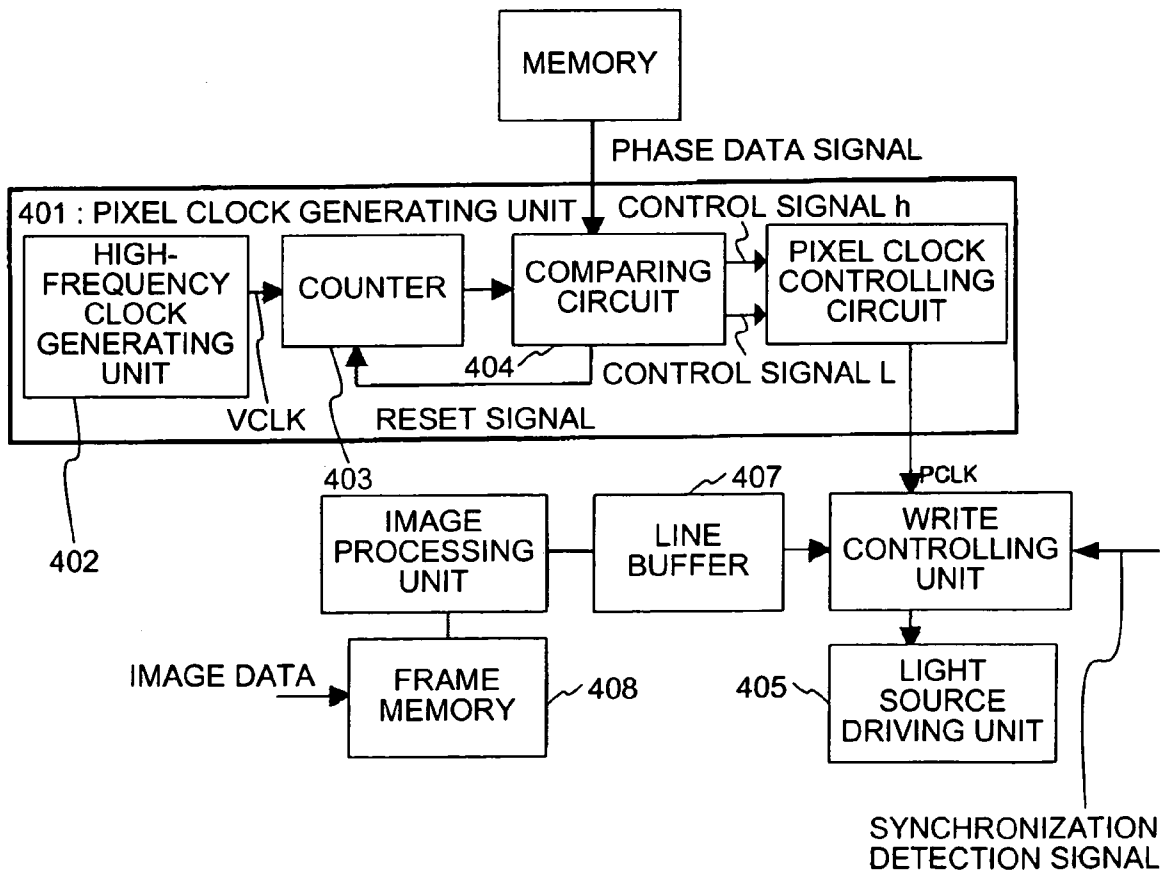 MEMORY
PHASE DATA SIGNAL
401 : PIXEL CLOCK GENERATING UNIT
CONTROL SIGNAL h
HIGH-
FREQUENCY
CLOCK
GENERATING
UNIT
COUNTER
COMPARING
CIRCUIT
PIXEL CLOCK
CONTROLLING
CIRCUIT
404
CONTROL SIGNAL L
VCLK
RESET SIGNAL
403
402
407
PCLK
IMAGE
PROCESSING
UNIT
LINE
BUFFER
WRITE
CONTROLLING
UNIT
IMAGE DATA
FRAME
MEMORY
408
405
LIGHT
SOURCE
DRIVING UNIT
SYNCHRONIZATION
DETECTION SIGNAL